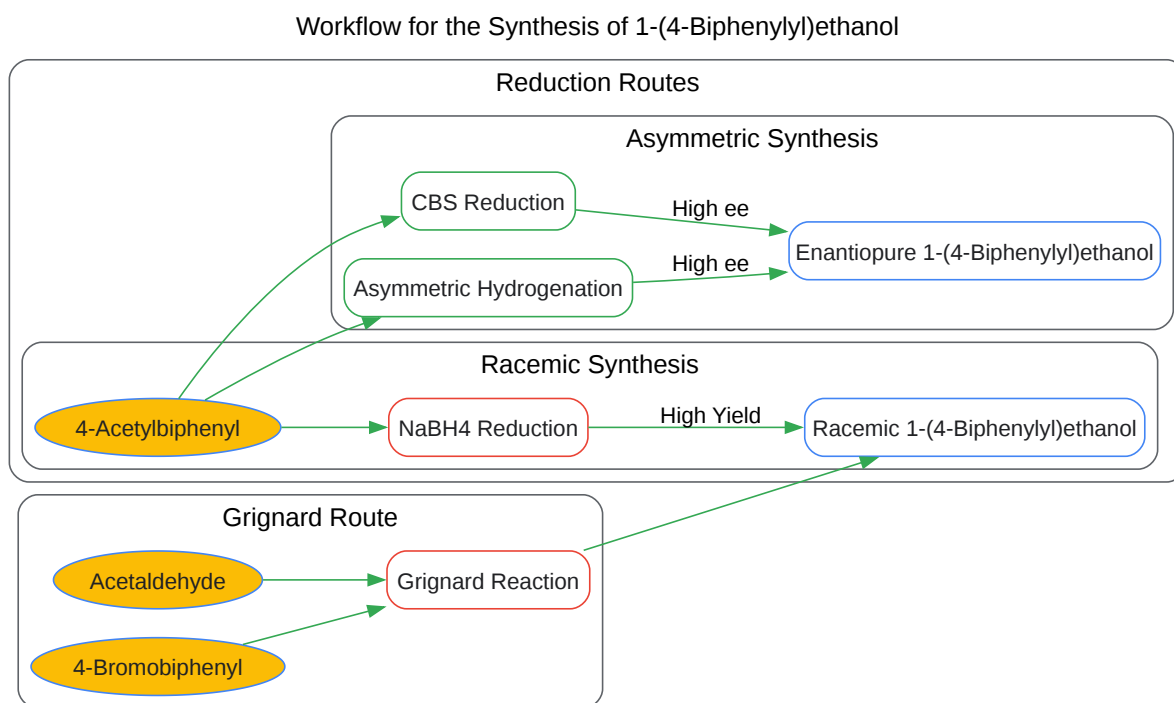 Workflow for the Synthesis of 1-(4-Biphenylyl)ethanol
Reduction Routes
Asymmetric Synthesis
CBS Reduction
High ee
Enantiopure 1-(4-Biphenylyl)ethanol
High ee
Asymmetric Hydrogenation
Racemic Synthesis
4-Acetylbiphenyl
NaBH4 Reduction
High Yield
Racemic 1-(4-Biphenylyl)ethanol
Grignard Route
Acetaldehyde
Grignard Reaction
4-Bromobiphenyl